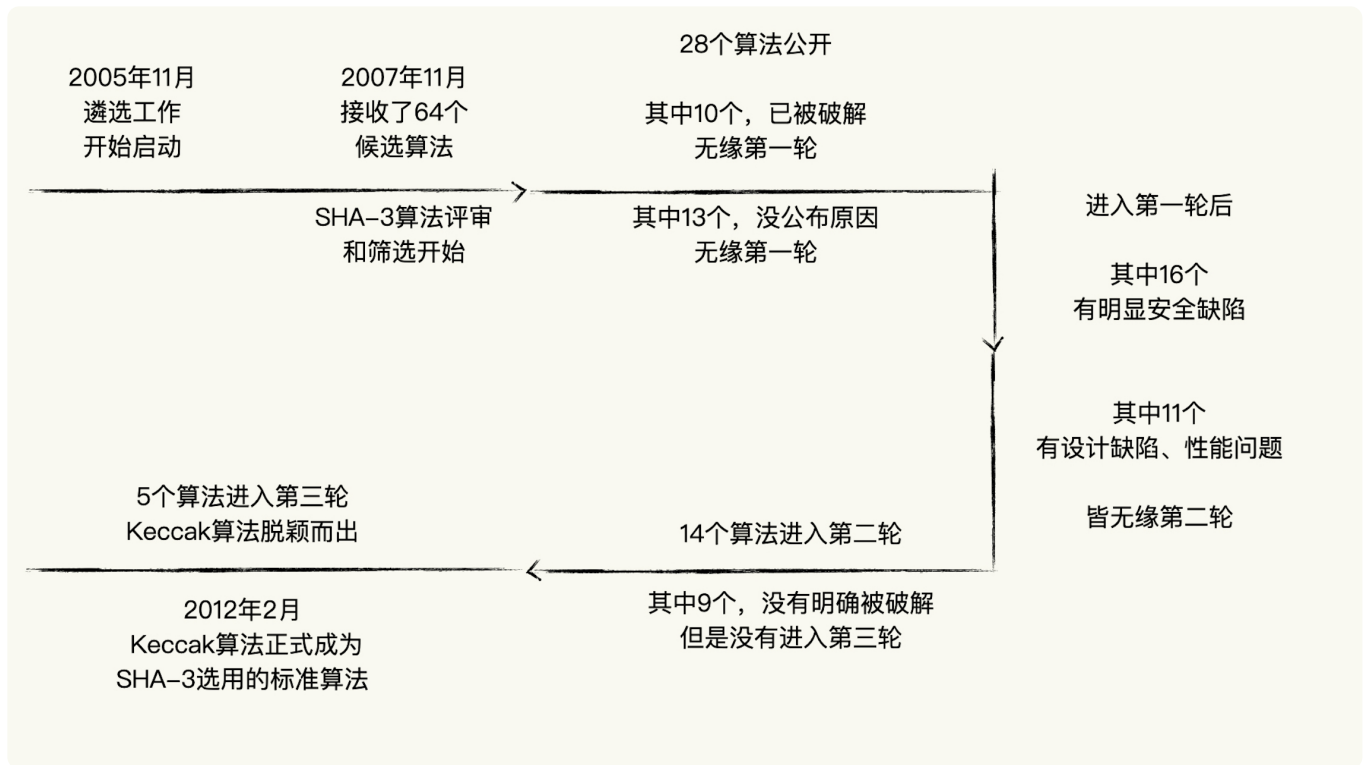 2005年11月
遴选工作
开始启动
2007年11月
接收了64个
候选算法
SHA-3算法评审
和筛选开始
28个算法公开
其中10个，已被破解
无缘第一轮
其中13个，没公布原因
无缘第一轮
进入第一轮后
其中16个
有明显安全缺陷
其中11个
有设计缺陷、性能问题
皆无缘第二轮
14个算法进入第二轮
其中9个，没有明确被破解
但是没有进入第三轮
5个算法进入第三轮
Keccak算法脱颖而出
2012年2月
Keccak算法正式成为
SHA-3选用的标准算法